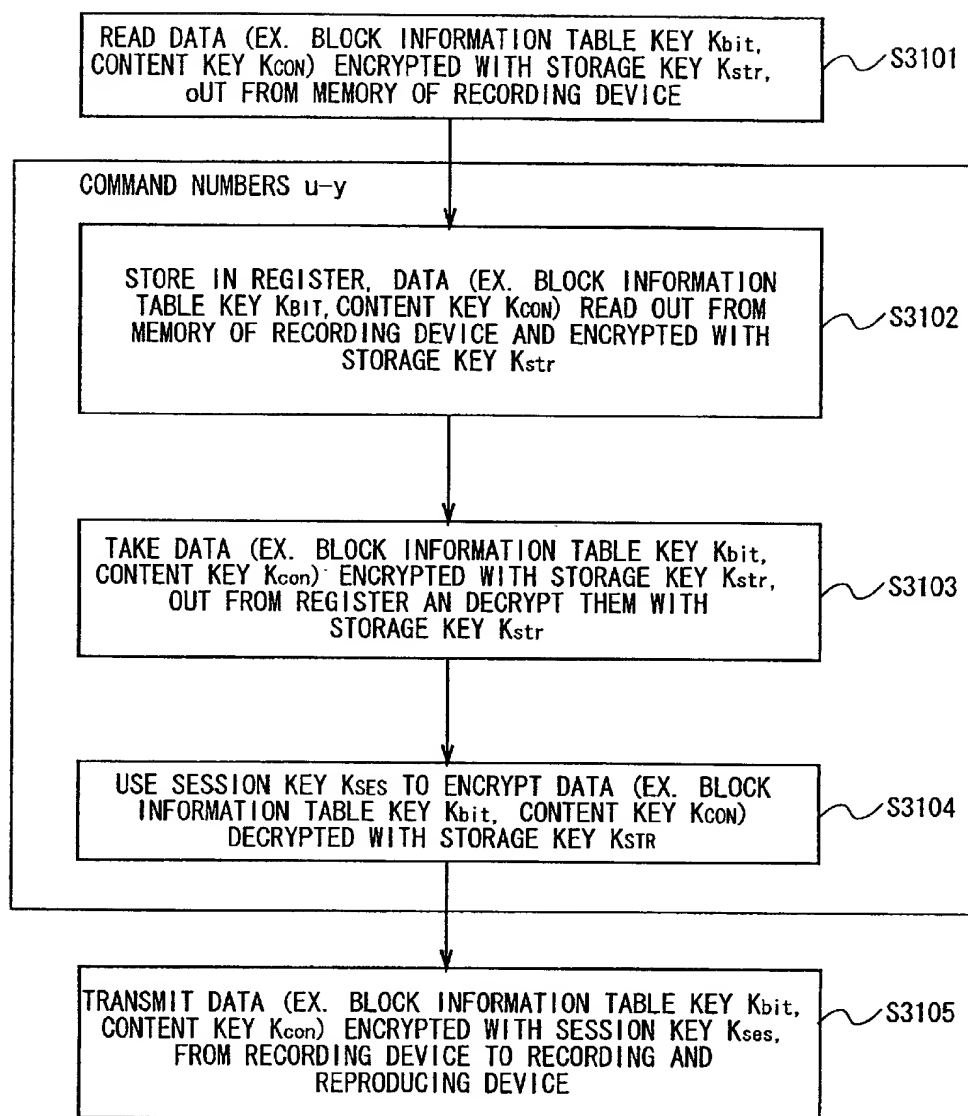 READ DATA (EX. BLOCK INFORMATION TABLE KEY Kbit,
CONTENT KEY KCON) ENCRYPTED WITH STORAGE KEY Kstr,
oUT FROM MEMORY OF RECORDING DEVICE
S3101
COMMAND NUMBERS u-y
STORE IN REGISTER, DATA (EX. BLOCK INFORMATION
TABLE KEY KBIT, CONTENT KEY KCON) READ OUT FROM
MEMORY OF RECORDING DEVICE AND ENCRYPTED WITH
STORAGE KEY Kstr
S3102
TAKE DATA (EX. BLOCK INFORMATION TABLE KEY Kbit,
CONTENT KEY Kcon) ENCRYPTED WITH STORAGE KEY Kstr,
OUT FROM REGISTER AN DECRYPT THEM WITH
STORAGE KEY Kstr
S3103
USE SESSION KEY KSES TO ENCRYPT DATA (EX. BLOCK
INFORMATION TABLE KEY Kbit, CONTENT KEY KCON)
DECRYPTED WITH STORAGE KEY KSTR
S3104
TRANSMIT DATA (EX. BLOCK INFORMATION TABLE KEY Kbit,
CONTENT KEY Kcon) ENCRYPTED WITH SESSION KEY Kses,
FROM RECORDING DEVICE TO RECORDING AND
REPRODUCING DEVICE
S3105